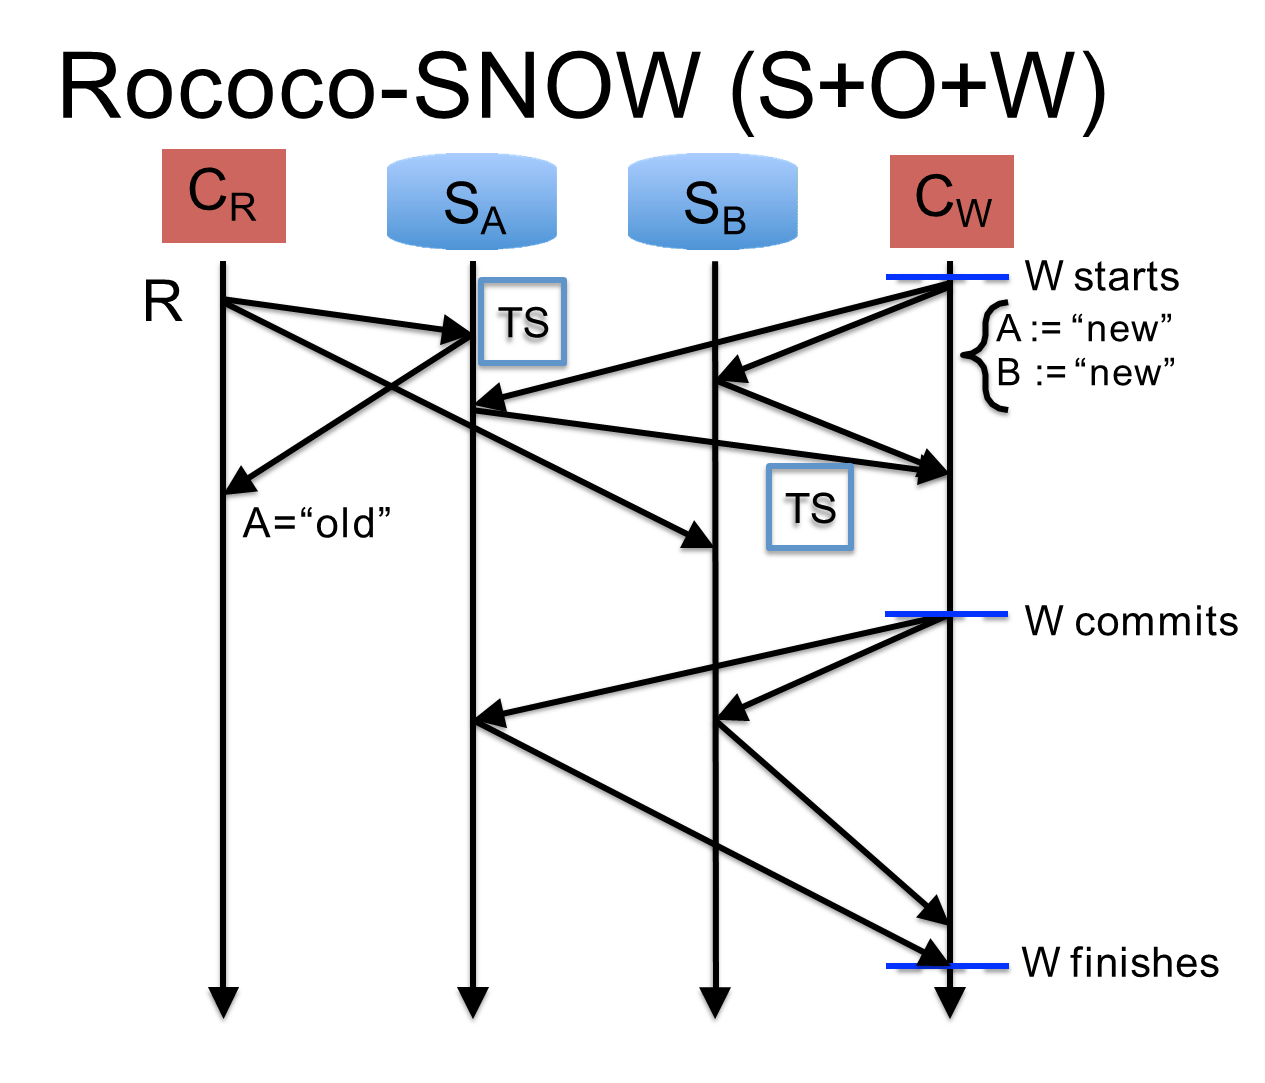 Rococo-SNOW (S+O+W)
CR
SA
SB
CW
W starts
R
TS
A := “new”
B := “new”
A=“old”
TS
W commits
W finishes